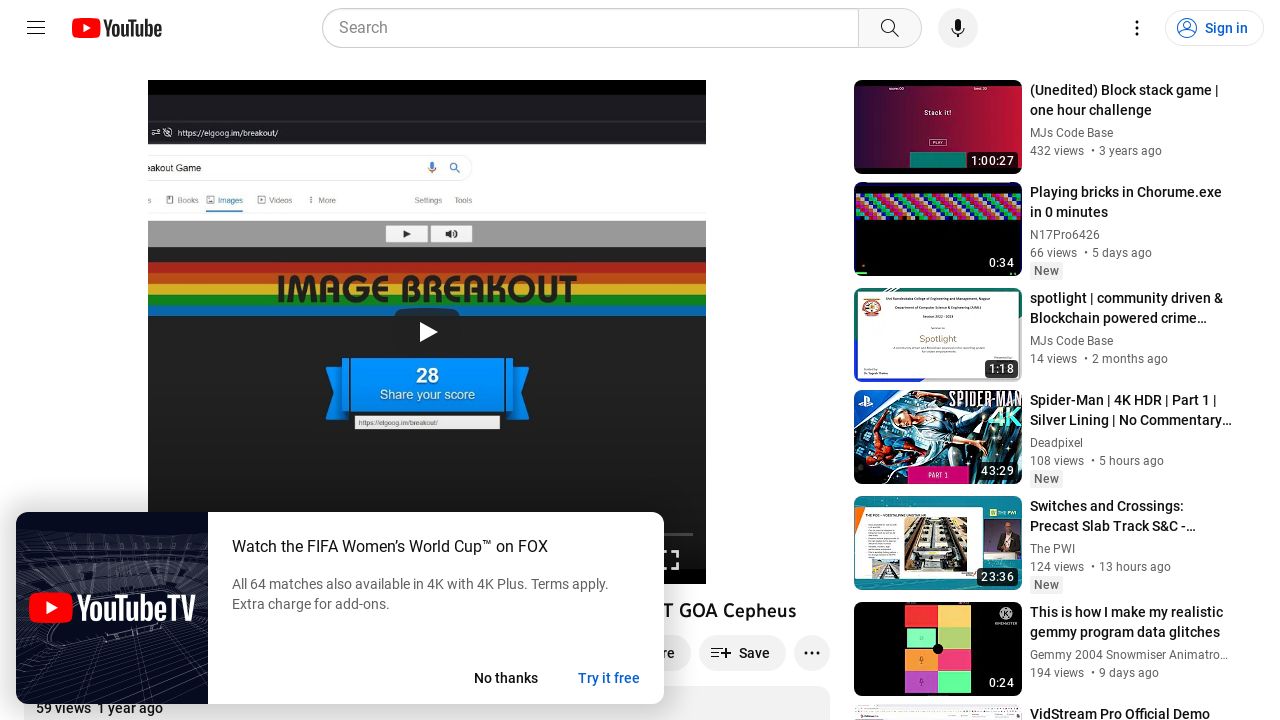 YouTube
Search
Sign in
https://elgoog.im/breakout/
eakout Game
Books
Images
Videos
More
Settings
Tools
IMAGE BREAKOUT
28
Share your score
https://elgoog.im/breakout/
T GOA Cepheus
re
Save
59 views 1 year ago
YouTubeTV
Watch the FIFA Women’s World Cup™ on FOX
All 64 matches also available in 4K with 4K Plus. Terms apply.
Extra charge for add-ons.
No thanks
Try it free
Stack it!
PLAY
1:00:27
(Unedited) Block stack game |
one hour challenge
MJs Code Base
432 views • 3 years ago
0:34
Playing bricks in Chorume.exe
in 0 minutes
N17Pro6426
66 views • 5 days ago
New
Spotlight
1:18
spotlight | community driven &
Blockchain powered crime…
MJs Code Base
14 views • 2 months ago
SPIDER-MAN
4K
PART 1
43:29
Spider-Man | 4K HDR | Part 1 |
Silver Lining | No Commentary…
Deadpixel
108 views • 5 hours ago
New
THE PWI
23:36
Switches and Crossings:
Precast Slab Track S&C -…
The PWI
124 views • 13 hours ago
New
KINEMASTER
0:24
This is how I make my realistic
gemmy program data glitches
Gemmy 2004 Snowmiser Animatro…
194 views • 9 days ago
VidStream Pro Official Demo